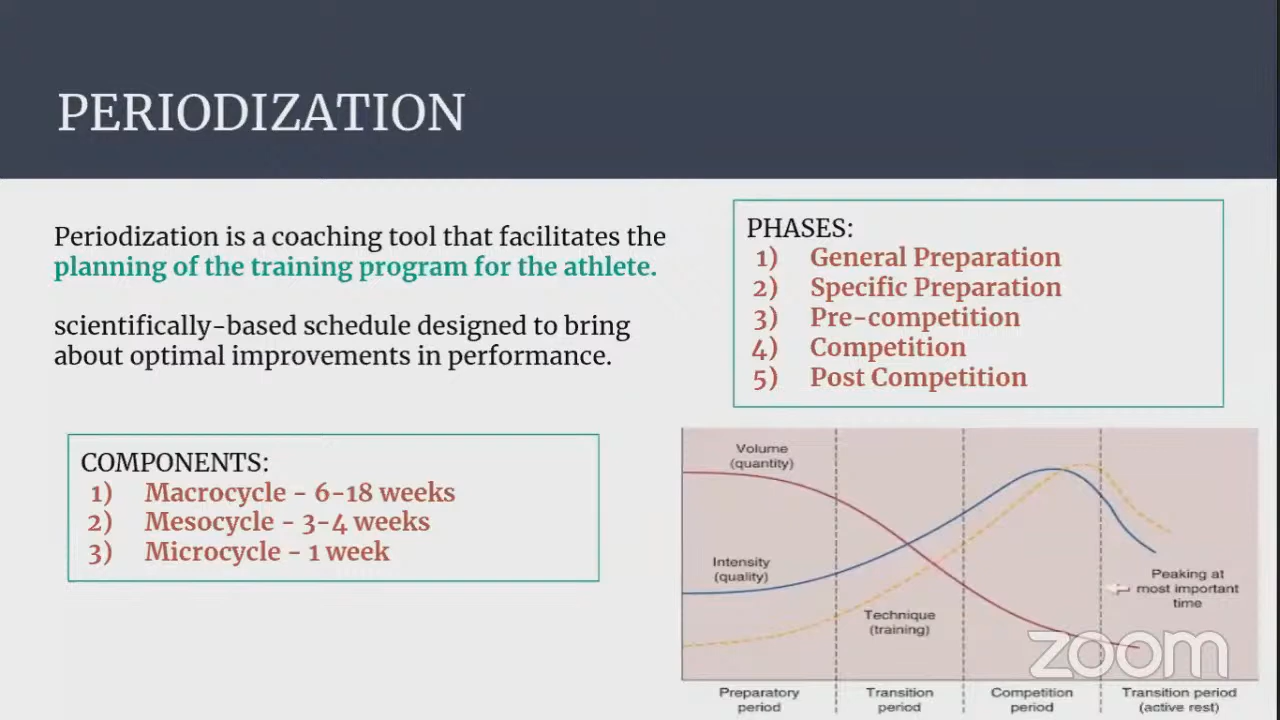 PERIODIZATION
Periodization is a coaching tool that facilitates the
planning of the training program for the athlete.
scientifically-based schedule designed to bring
about optimal improvements in performance.
COMPONENTS:
1) Macrocycle - 6-18 weeks
2) Mesocycle - 3-4 weeks
3) Microcycle - 1 week
PHASES:
1) General Preparation
2) Specific Preparation
3) Pre-competition
4) Competition
5) Post Competition
Volume
(quantity)
Intensity
(quality)
Technique
(training)
Peaking at
most important
time
zoom
Preparatory
period
Transition
period
Competition
period
Transition period
(active rest)